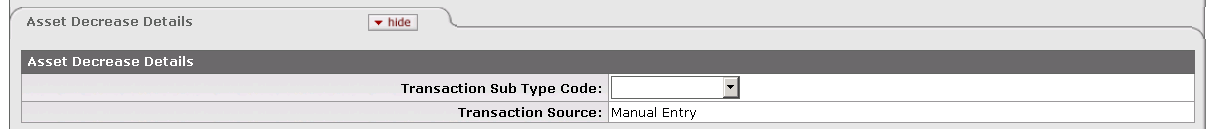 Asset Decrease Details hide
Asset Decrease Details
Transaction Sub Type Code:
Transaction Source: Manual Entry